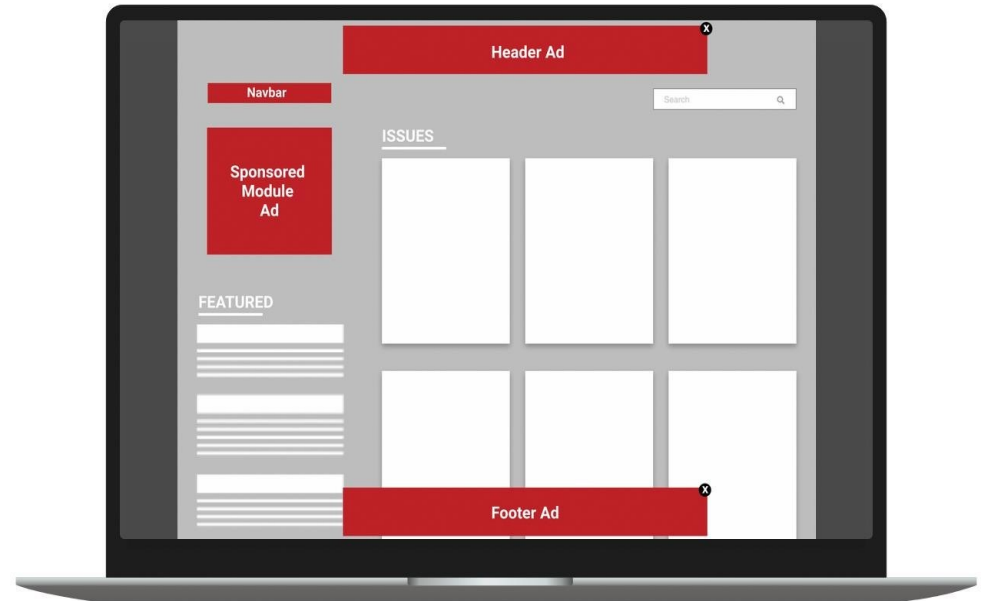 X
Header Ad
Navbar
Search
Sponsored
Module
Ad
ISSUES
FEATURED
X
Footer Ad